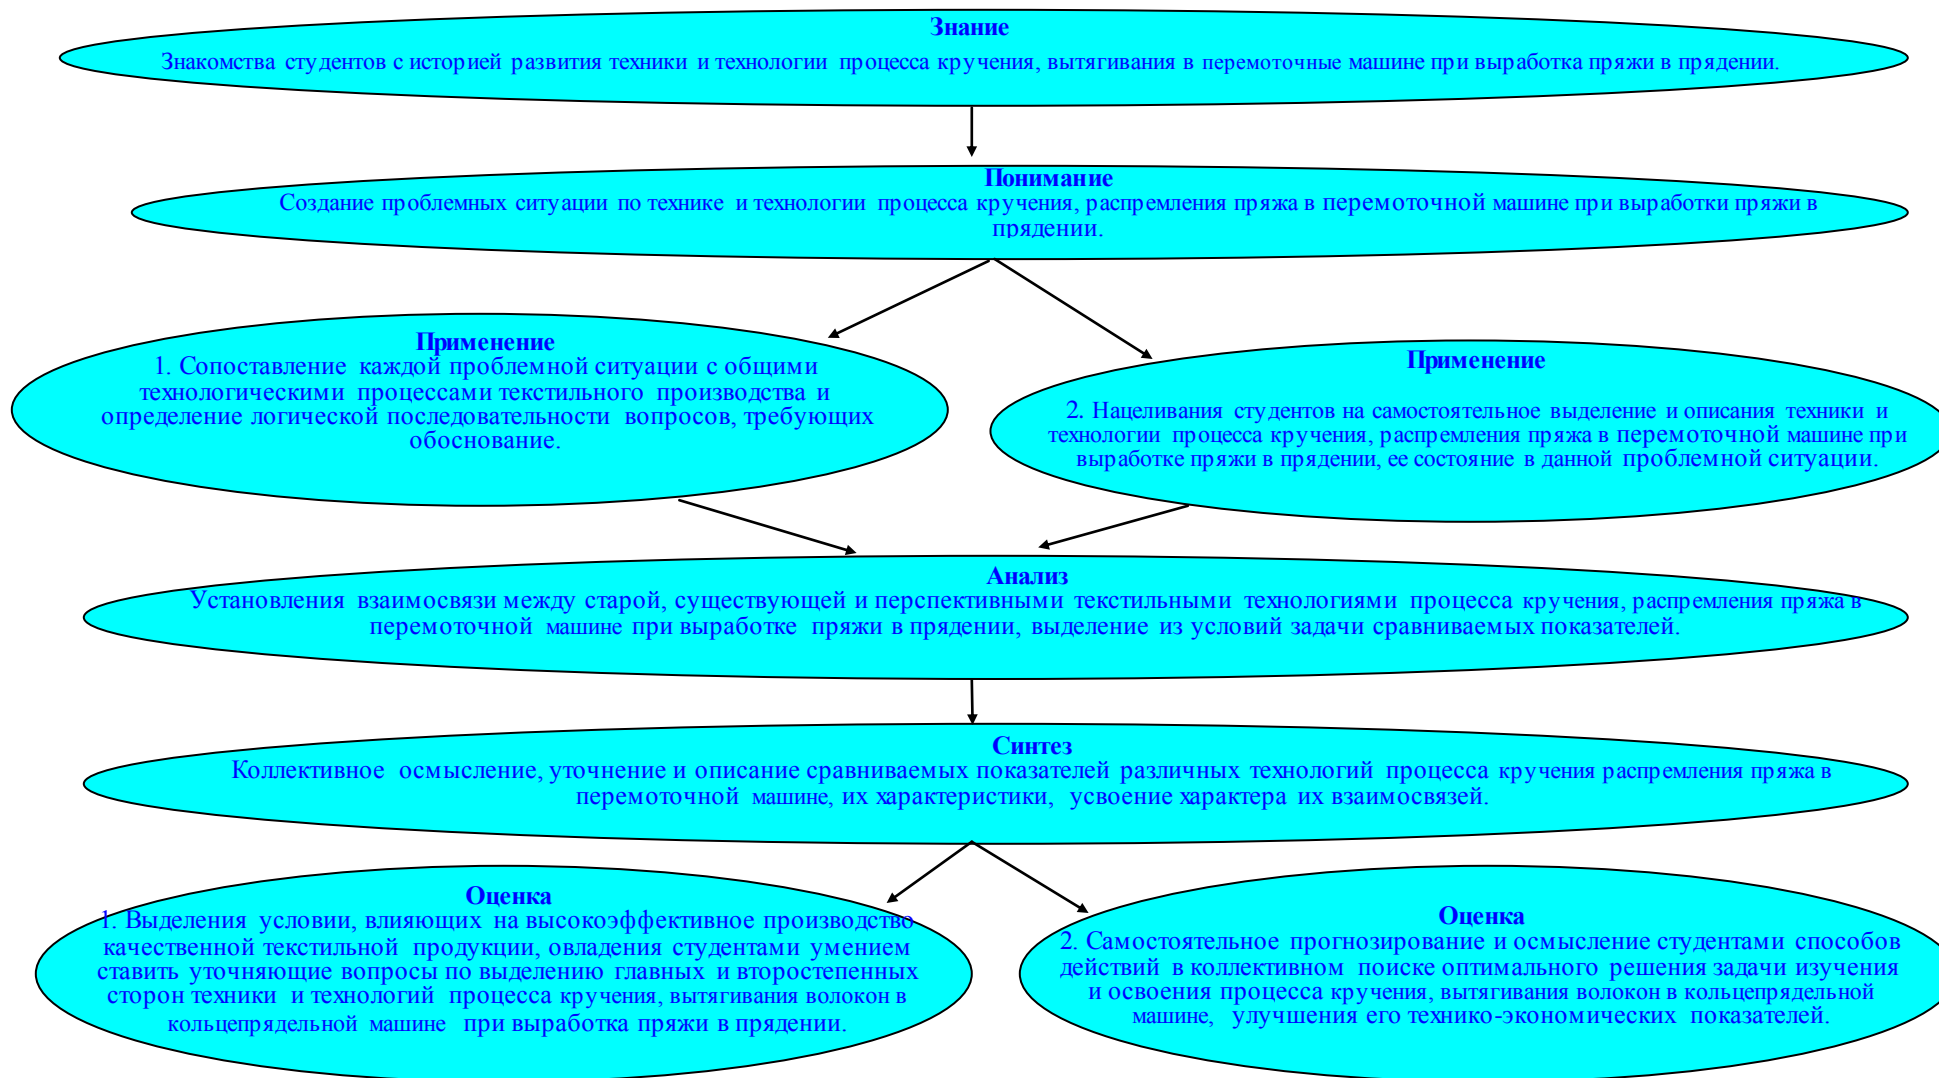 Знание
Знакомства студентов с историей развития техники и технологии процесса кручения, вытягивания в перемоточные машине при выработка пряжи в прядении.
Понимание
Создание проблемных ситуации по технике и технологии процесса кручения, распремления пряжа в перемоточной машине при выработки пряжи в
прядении.
Применение
1. Сопоставление каждой проблемной ситуации с общими
технологическими процессами текстильного производства и
определение логической последовательности вопросов, требующих
обоснование.
Применение
2. Нацеливания студентов на самостоятельное выделение и описания техники и
технологии процесса кручения, распремления пряжа в перемоточной машине при
выработке пряжи в прядении, ее состояние в данной проблемной ситуации.
Анализ
Установления взаимосвязи между старой, существующей и перспективными текстильными технологиями процесса кручения, распремления пряжа в
перемоточной машине при выработке пряжи в прядении, выделение из условий задачи сравниваемых показателей.
Синтез
Коллективное осмысление, уточнение и описание сравниваемых показателей различных технологий процесса кручения распремления пряжа в
перемоточной машине, их характеристики, усвоение характера их взаимосвязей.
Оценка
1. Выделения условии, влияющих на высокоэффективное производство
качественной текстильной продукции, овладения студентами умением
ставить уточняющие вопросы по выделению главных и второстепенных
сторон техники и технологий процесса кручения, вытягивания волокон в
кольцепрядельной машине при выработка пряжи в прядении.
Оценка
2. Самостоятельное прогнозирование и осмысление студентами способов
действий в коллективном поиске оптимального решения задачи изучения
и освоения процесса кручения, вытягивания волокон в кольцепрядельной
машине, улучшения его технико-экономических показателей.